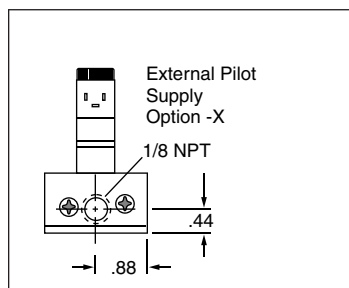 External Pilot
Supply
Option -X
1/8 NPT
.44
.88